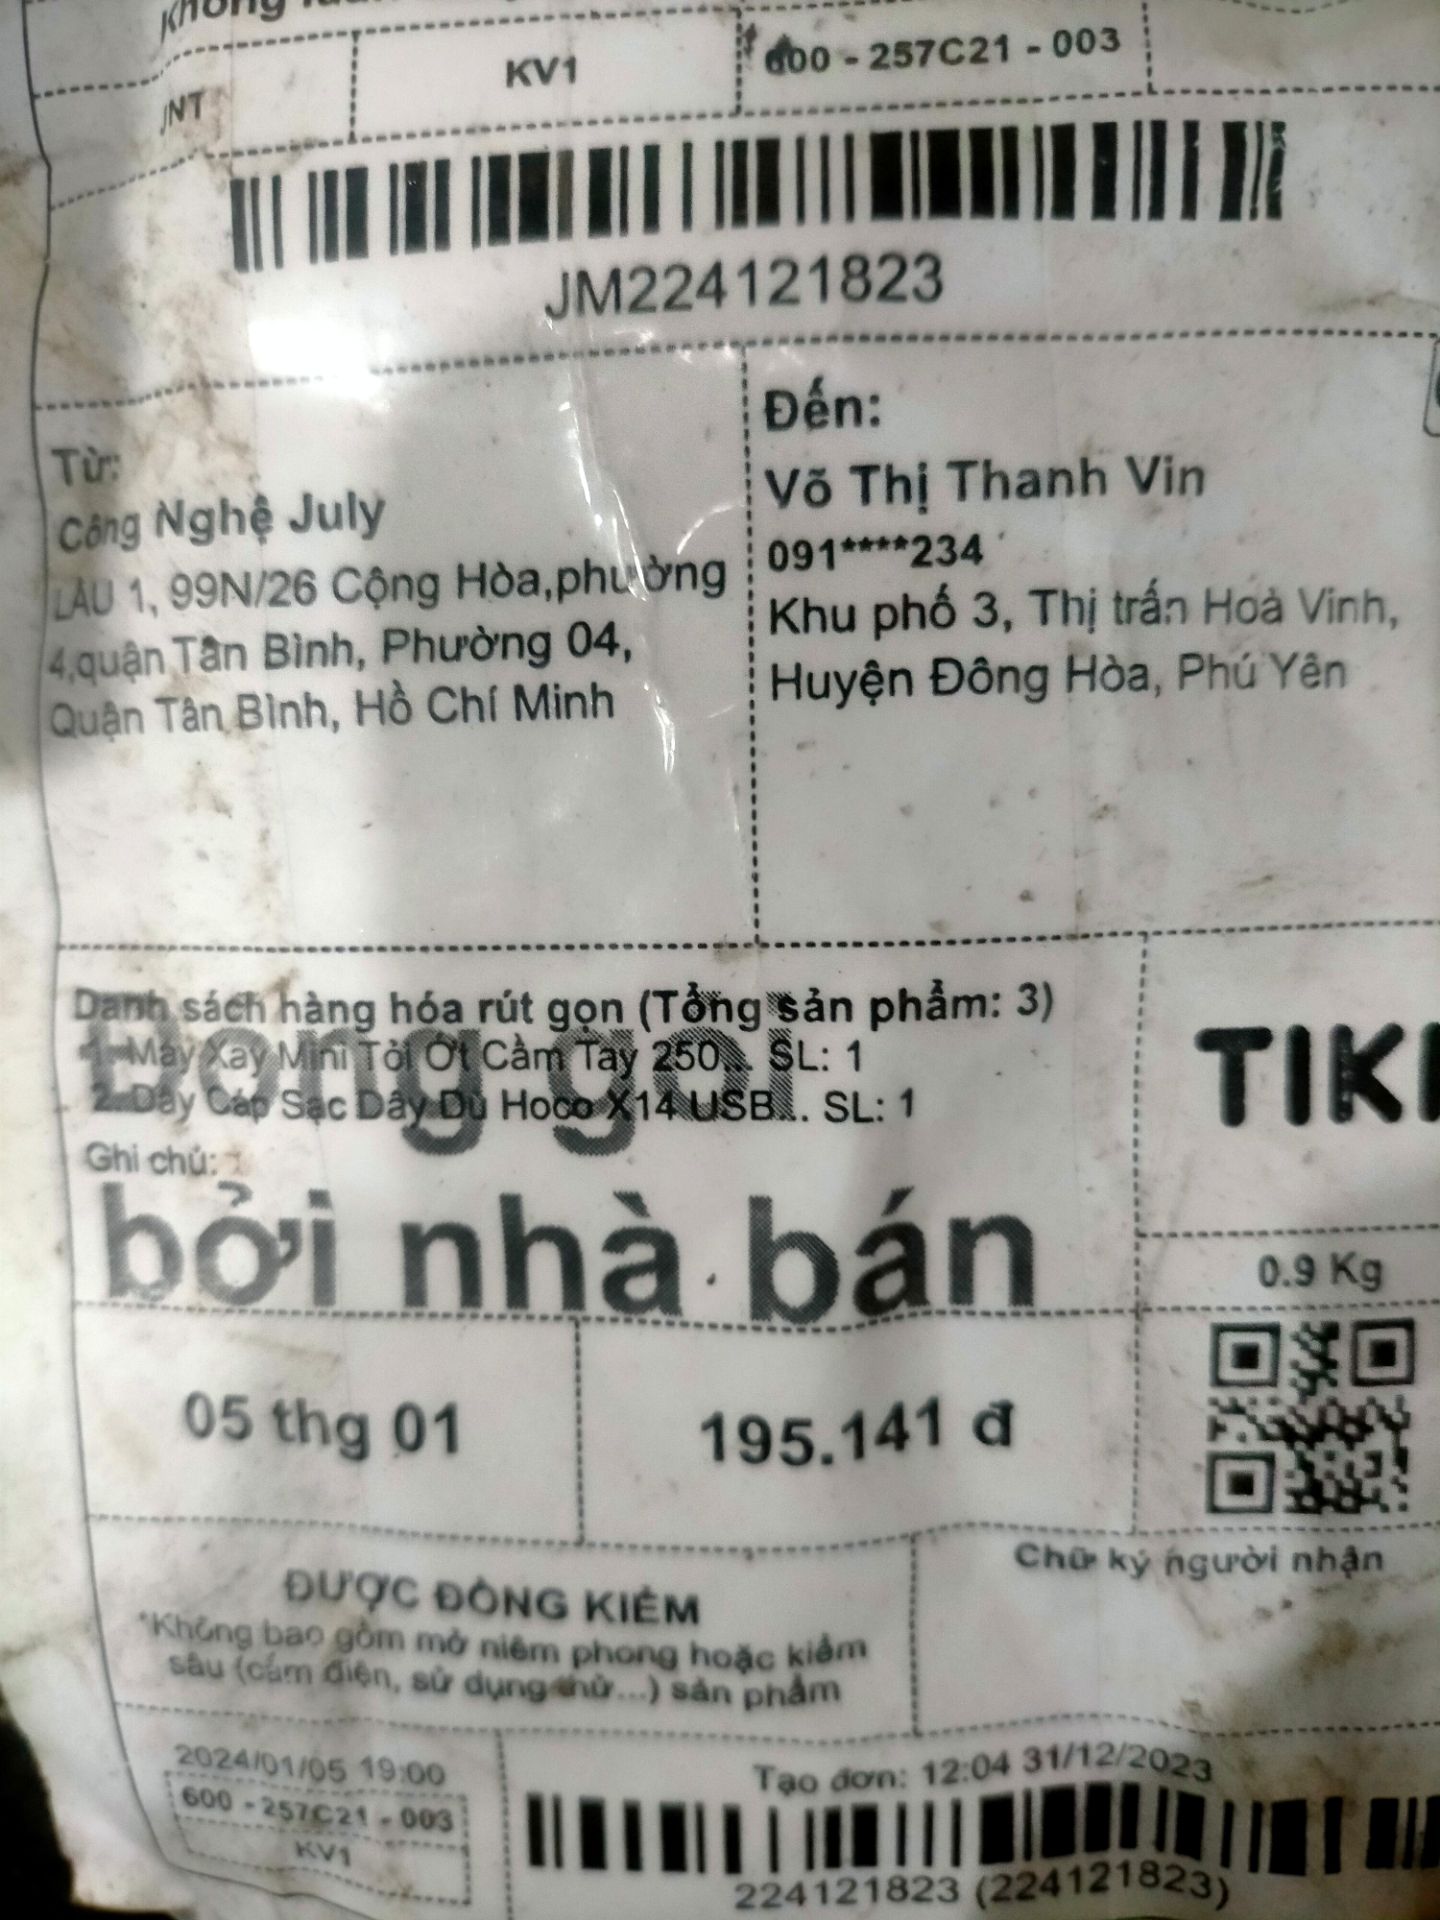 Không
JNT
KV1
600 - 257C21 - 003
JM224121823
Từ:
Công Nghệ July
LẦU 1, 99N/26 Cộng Hòa,phường
4,quận Tân Bình, Phường 04,
Quận Tân Bình, Hồ Chí Minh
Đến:
Võ Thị Thanh Vin
091****234
Khu phố 3, Thị trấn Hoà Vinh,
Huyện Đông Hòa, Phú Yên
Danh sách hàng hóa rút gọn (Tổng sản phẩm: 3)
1. Máy Xay Mini Tỏi Ớt Cầm Tay 250... SL: 1
2. Dây Cáp Sạc Dây Dù Hoco X14 USB... SL: 1
Ghi chú:
Đóng gói
bởi nhà bán
TIKI
0.9 Kg
05 thg 01
195.141 đ
ĐƯỢC ĐỒNG KIỂM
*Không bao gồm mở niêm phong hoặc kiểm
sâu (cắm điện, sử dụng thử...) sản phẩm
Chữ ký người nhận
2024/01/05 19:00
600 - 257C21 - 003
KV1
Tạo đơn: 12:04 31/12/2023
224121823 (224121823)